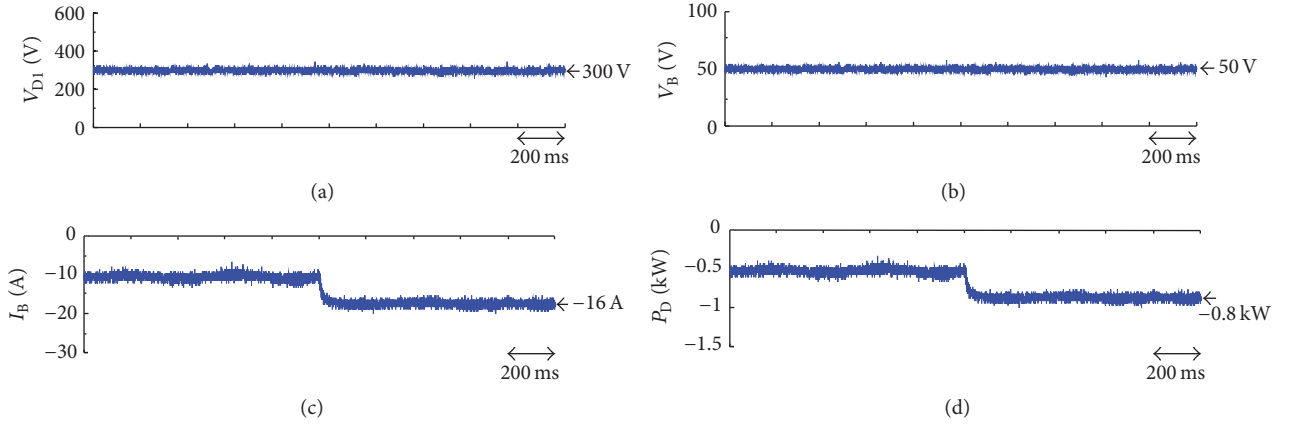 600
400
200
0
V_D1 (V)
300 V
200 ms
(a)
100
50
0
V_B (V)
50 V
200 ms
(b)
0
−10
−20
−30
I_B (A)
−16 A
200 ms
(c)
0
−0.5
−1
−1.5
P_D (kW)
−0.8 kW
200 ms
(d)